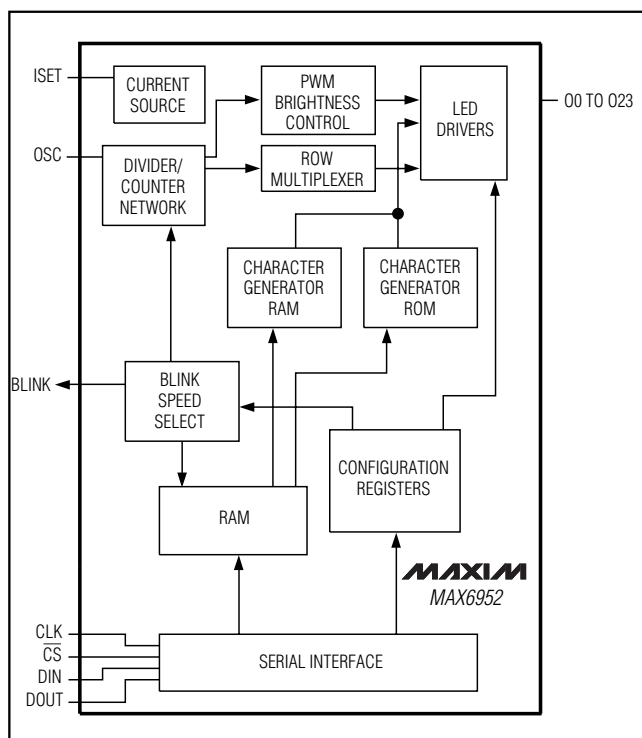 ISET
CURRENT
SOURCE
PWM
BRIGHTNESS
CONTROL
LED
DRIVERS
O0 TO O23
OSC
DIVIDER/
COUNTER
NETWORK
ROW
MULTIPLEXER
CHARACTER
GENERATOR
RAM
CHARACTER
GENERATOR
ROM
BLINK
BLINK
SPEED
SELECT
CONFIGURATION
REGISTERS
RAM
MAXIM
MAX6952
CLK
CS
DIN
DOUT
SERIAL INTERFACE